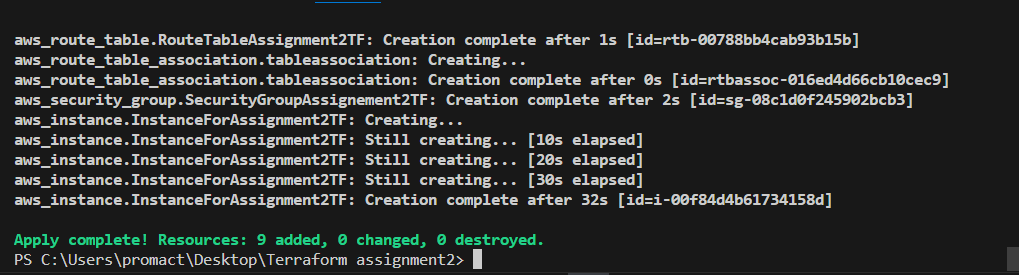 aws_route_table.RouteTableAssignment2TF: Creation complete after 1s [id=rtb-00788bb4cab93b15b]
aws_route_table_association.tableassociation: Creating...
aws_route_table_association.tableassociation: Creation complete after 0s [id=rtbassoc-016ed4d66cb10cec9]
aws_security_group.SecurityGroupAssignement2TF: Creation complete after 2s [id=sg-08c1d0f245902bcb3]
aws_instance.InstanceForAssignment2TF: Creating...
aws_instance.InstanceForAssignment2TF: Still creating... [10s elapsed]
aws_instance.InstanceForAssignment2TF: Still creating... [20s elapsed]
aws_instance.InstanceForAssignment2TF: Still creating... [30s elapsed]
aws_instance.InstanceForAssignment2TF: Creation complete after 32s [id=i-00f84d4b61734158d]
Apply complete! Resources: 9 added, 0 changed, 0 destroyed.
PS C:\Users\promact\Desktop\Terraform assignment2>